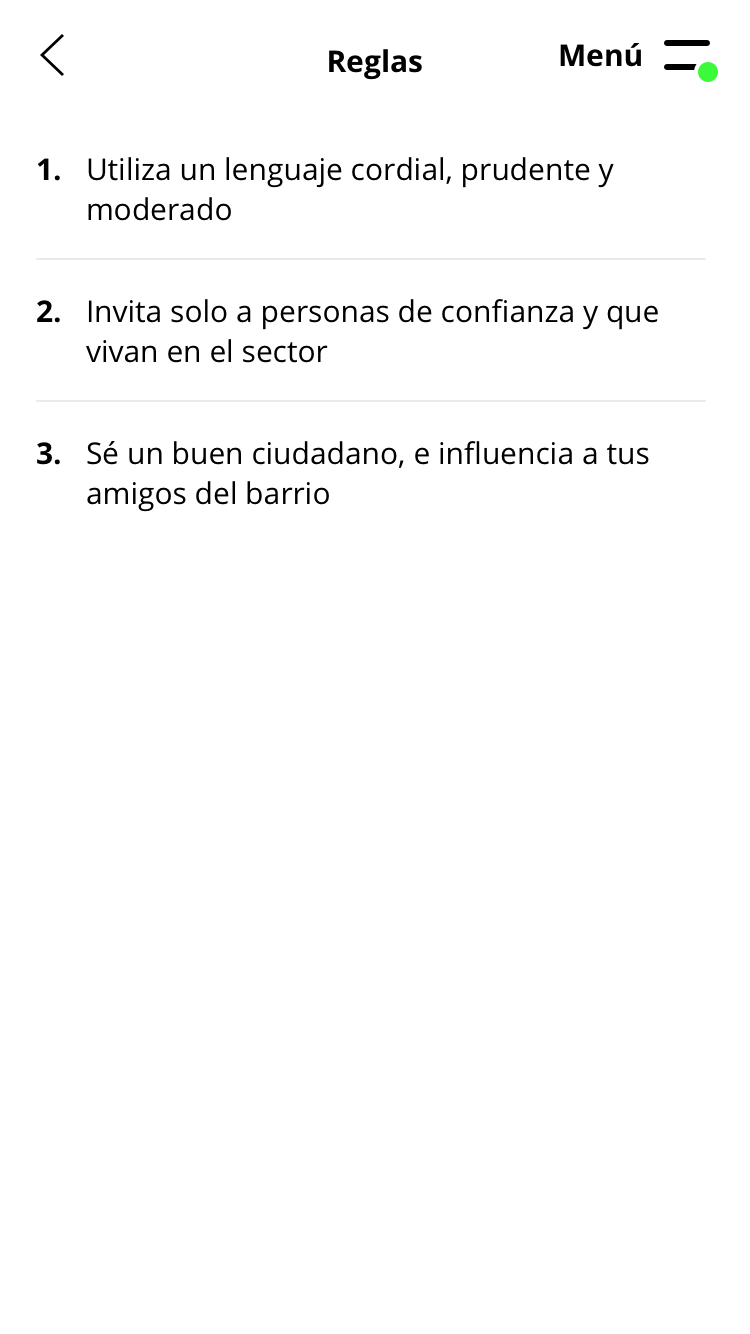 Reglas
Menú
1. Utiliza un lenguaje cordial, prudente y
moderado
2. Invita solo a personas de confianza y que
vivan en el sector
3. Sé un buen ciudadano, e influencia a tus
amigos del barrio